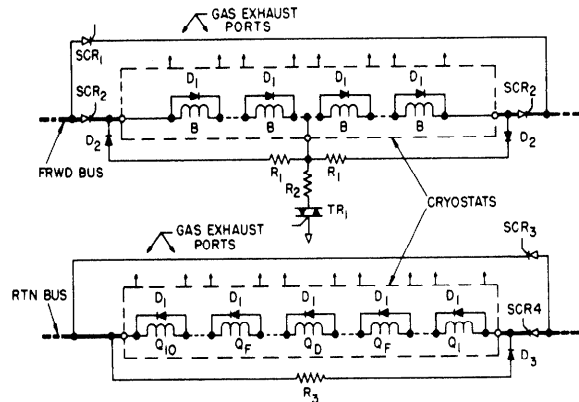 GAS EXHAUST
PORTS
SCR1
SCR2
D1 D1 D1 D1
SCR2
B B B B
D2
D2
FRWD BUS
R1
R1
R2
TR1
CRYOSTATS
GAS EXHAUST
PORTS
SCR3
RTN BUS
D1 D1 D1 D1 D1
SCR4
Q10 QF QD QF Q1
D3
R3